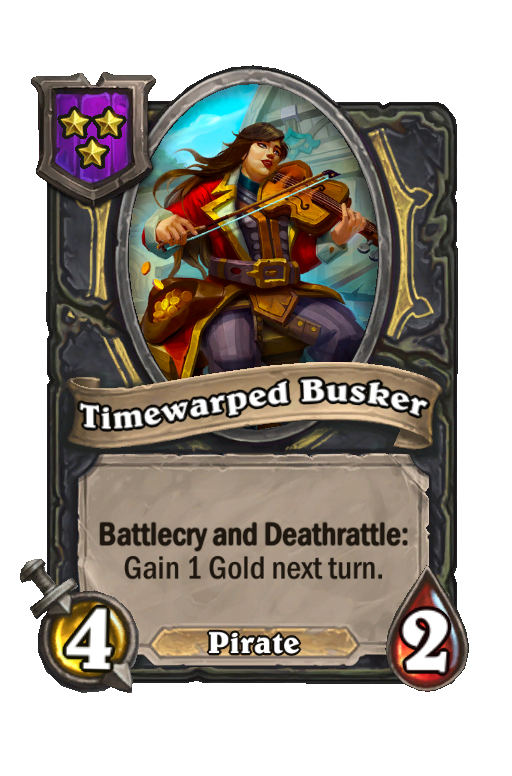 Timewarped Busker
Battlecry and Deathrattle:
Gain 1 Gold next turn.
4
Pirate
2